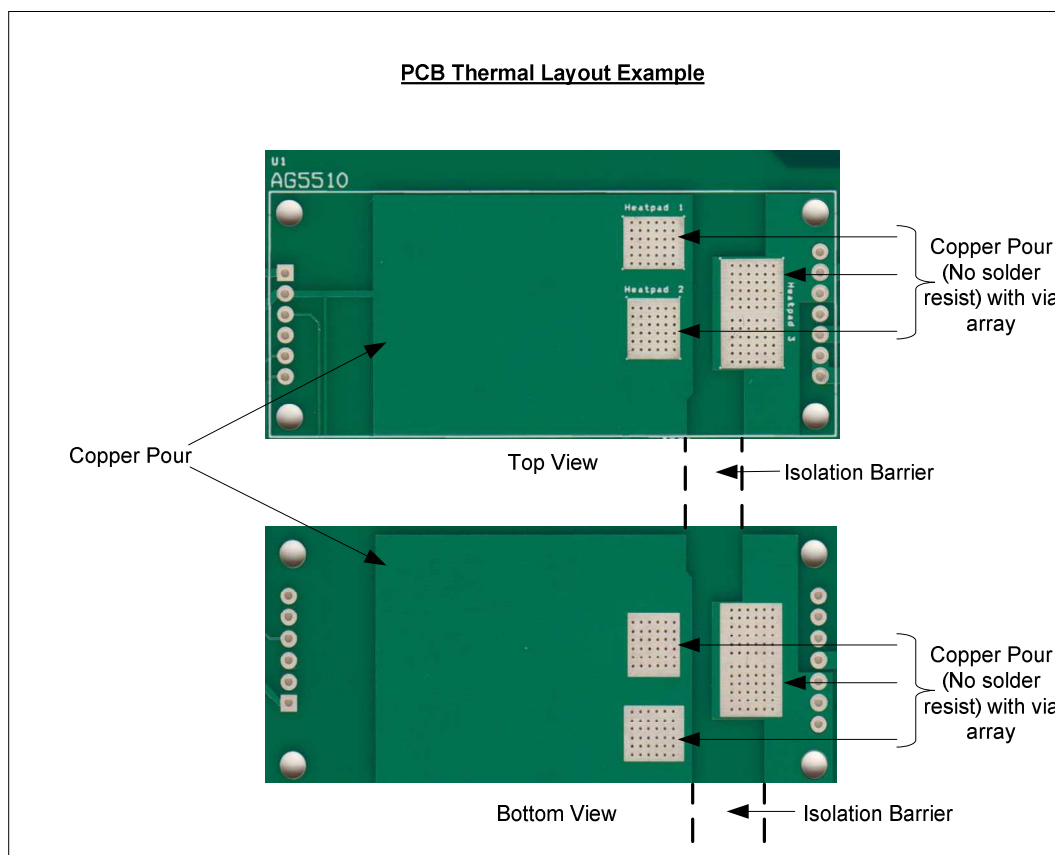 PCB Thermal Layout Example
U1
AG5510
Heatpad 1
Heatpad 2
Heatpad 3
Copper Pour
(No solder
resist) with via
array
Copper Pour
Top View
Isolation Barrier
Copper Pour
(No solder
resist) with via
array
Bottom View
Isolation Barrier